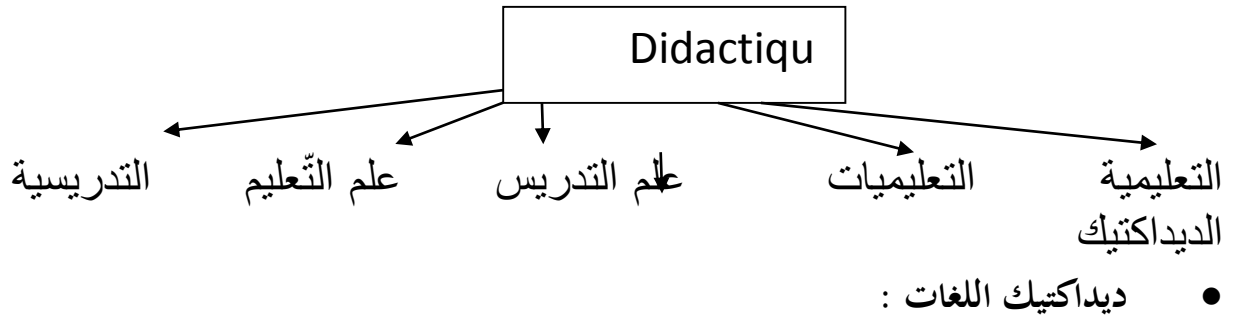 Didactiqu
التعليمية التعليميات علم التدريس علم التّعليم التدريسية
الديداكتيك
• ديداكتيك اللغات :